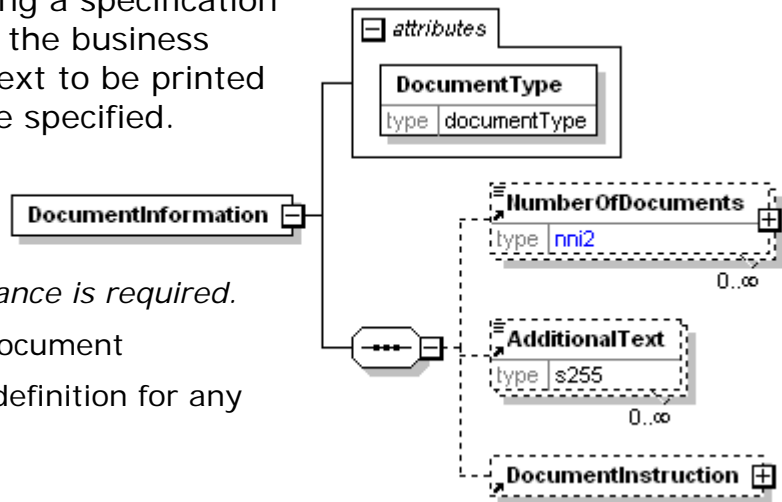 ng a specification
the business
ext to be printed
e specified.
attributes
DocumentType
type documentType
DocumentInformation
NumberOfDocuments
type nni2
0..∞
ance is required.
ocument
definition for any
AdditionalText
type s255
0..∞
DocumentInstruction